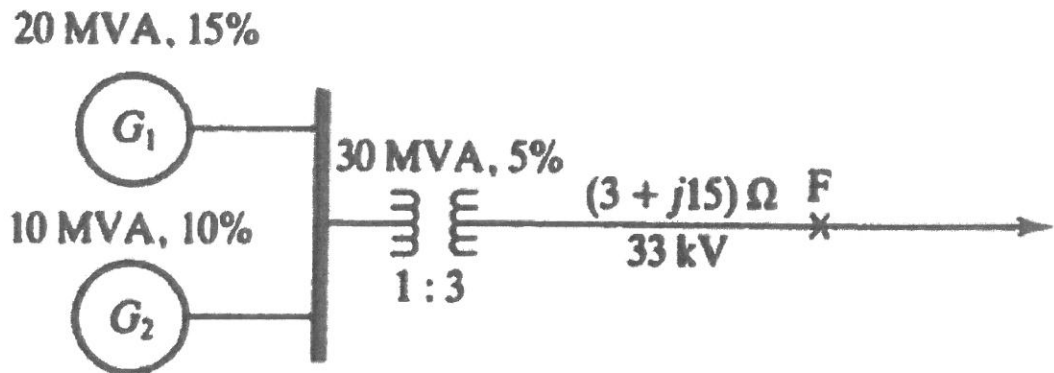 20 MVA, 15%
G₁
30 MVA, 5%
(3 + j15) Ω F
10 MVA, 10%
33 kV
1 : 3
G₂